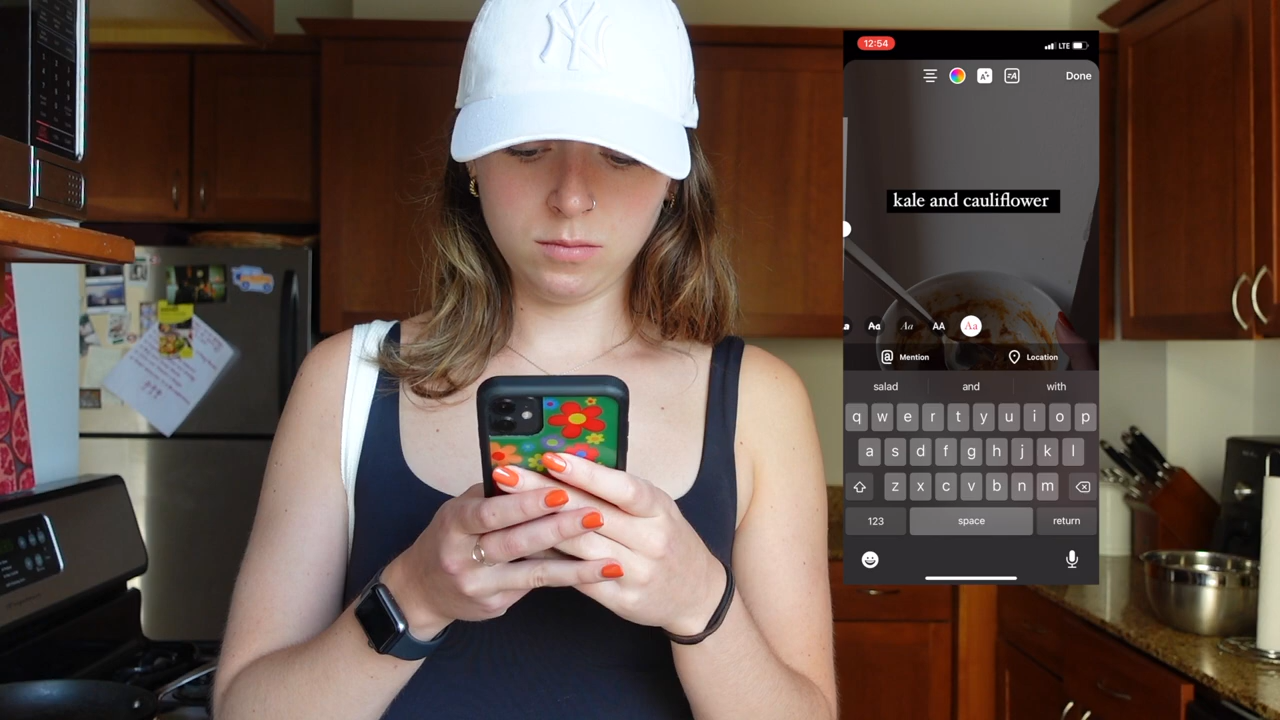 NY
12:54
LTE
Done
kale and cauliflower
Aa
Aa
AA
Aa
Mention
Location
salad and with
q w e r t y u i o p
a s d f g h j k l
z x c v b n m
123 space return